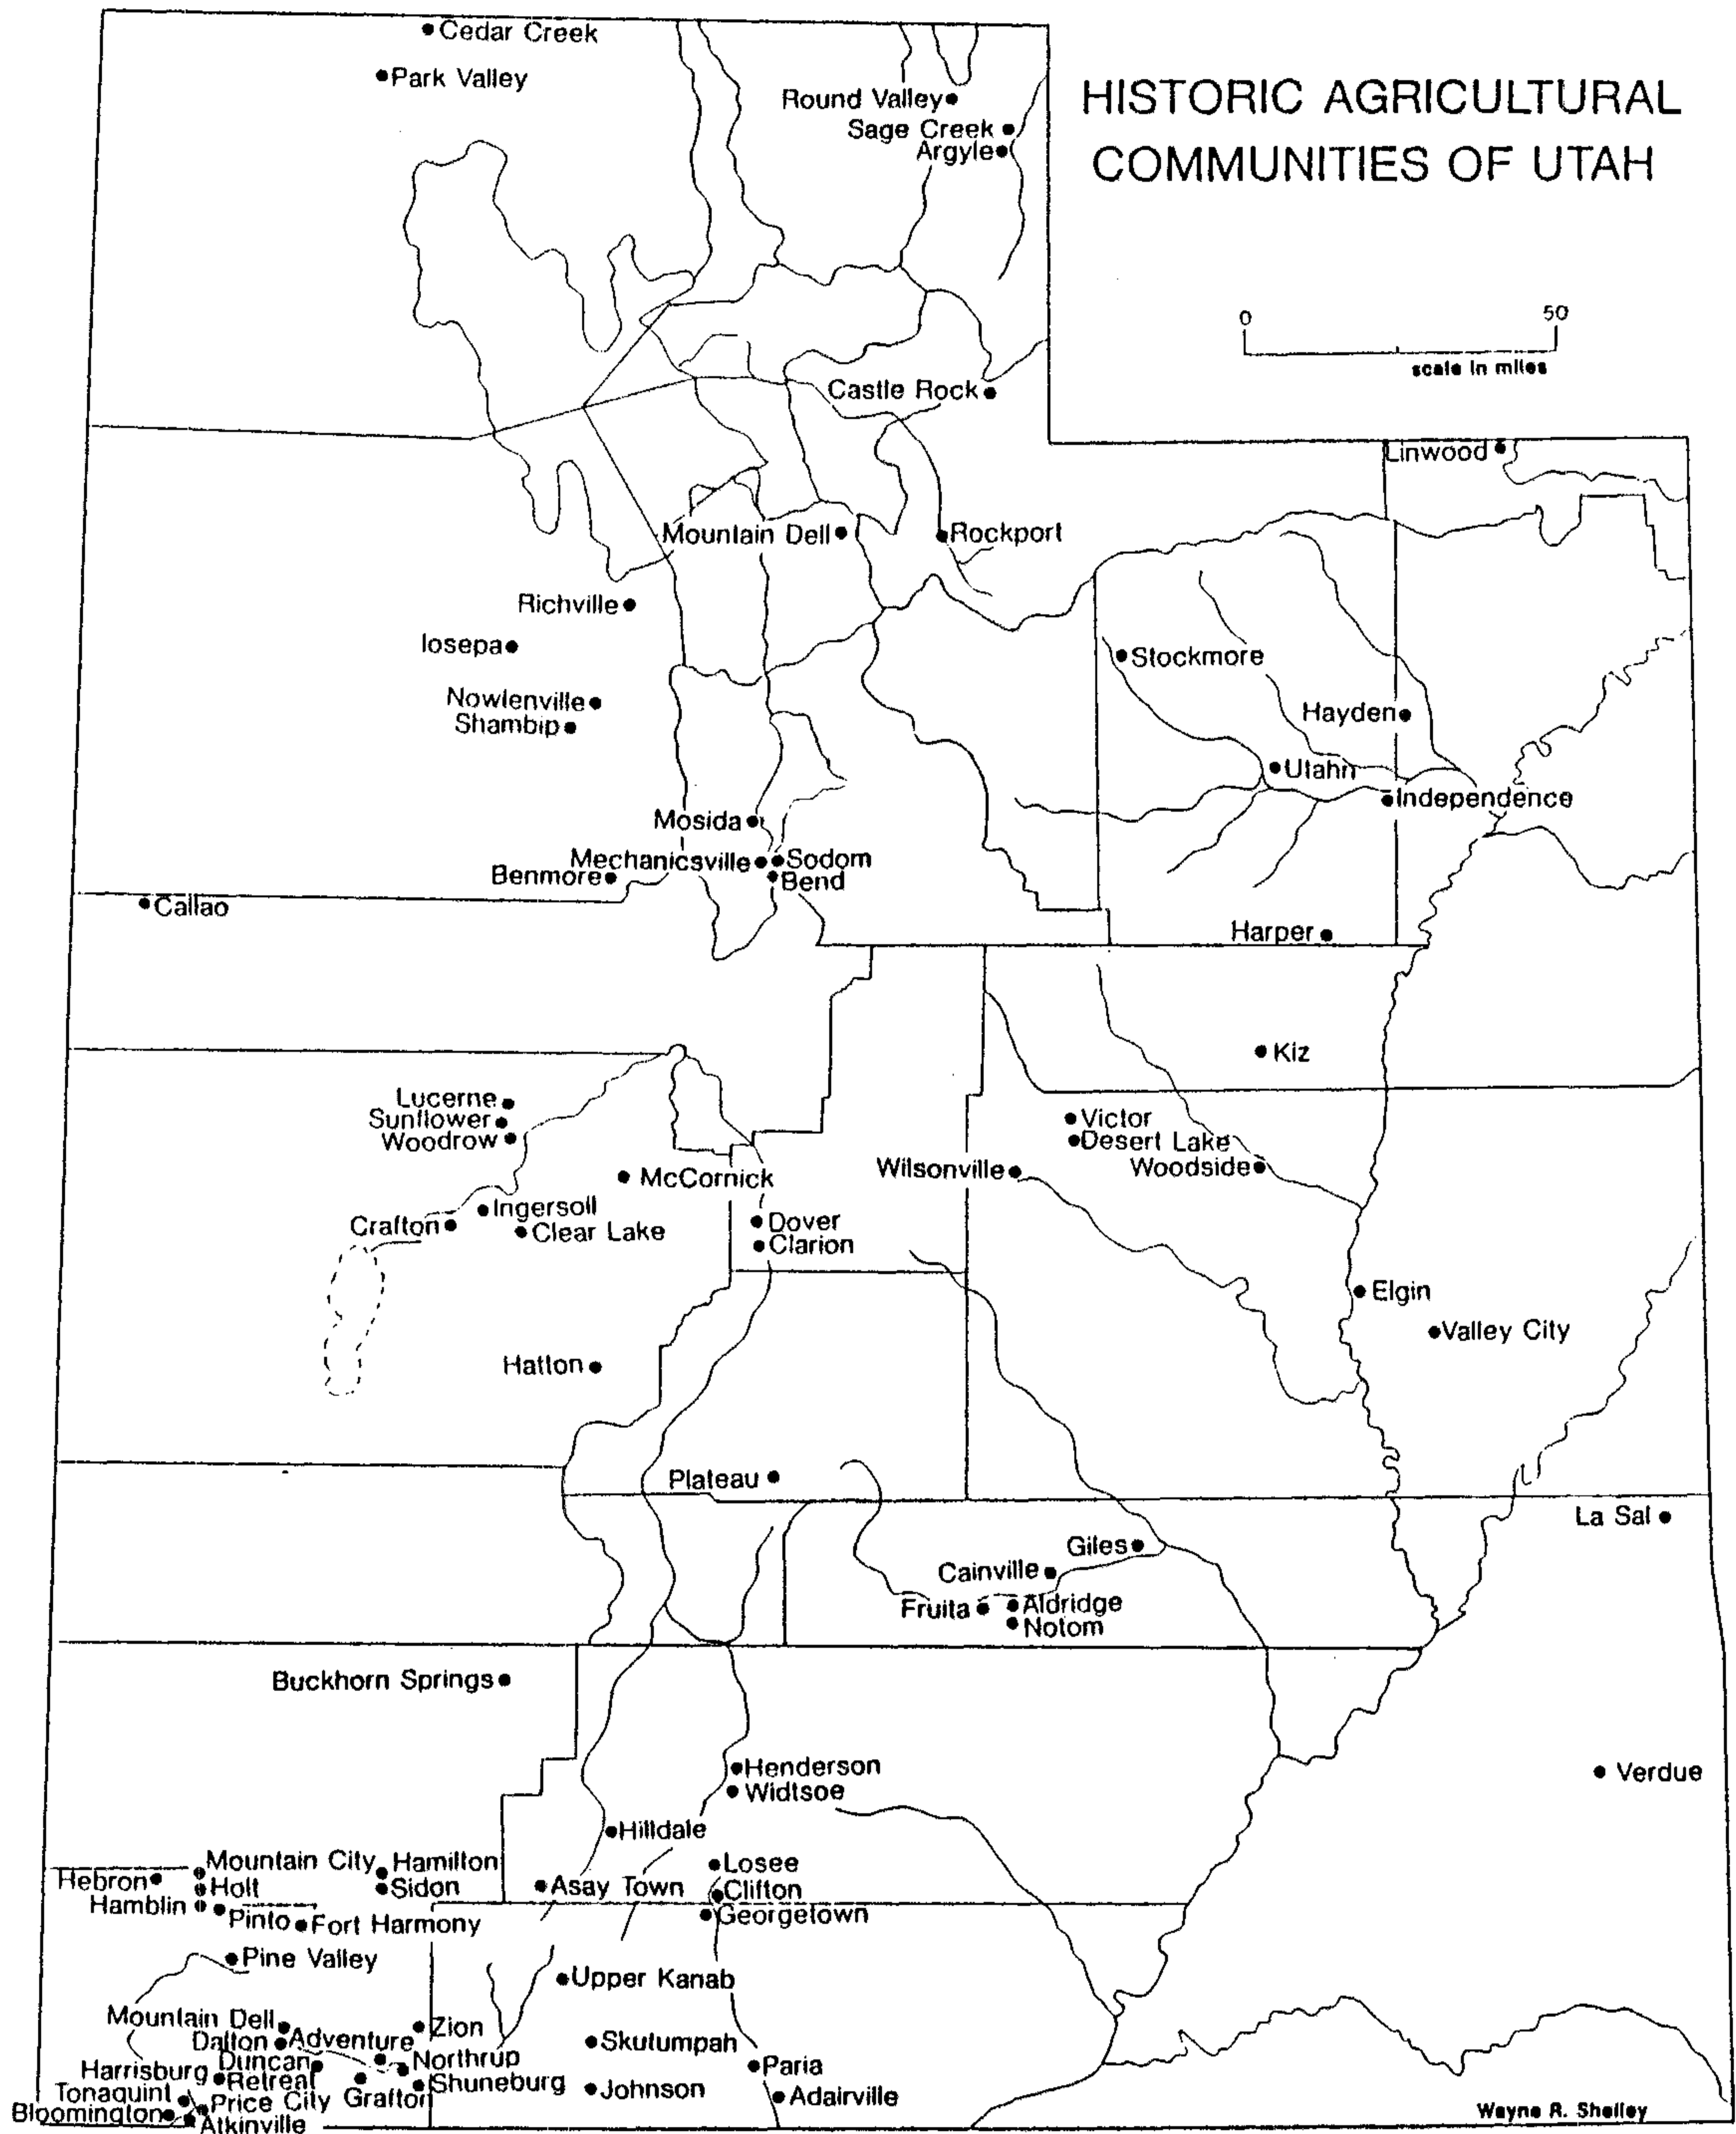 HISTORIC AGRICULTURAL
COMMUNITIES OF UTAH
0 50
scale in miles
Cedar Creek
Park Valley
Round Valley
Sage Creek
Argyle
Castle Rock
Linwood
Mountain Dell
Rockport
Richville
Iosepa
Stockmore
Nowlenville
Shambip
Hayden
Utahn
Independence
Mosida
Mechanicsville
Sodom
Benmore
Bend
Callao
Harper
Kiz
Lucerne
Sunflower
Woodrow
Victor
Desert Lake
Woodside
Wilsonville
McCornick
Ingersoll
Crafton
Clear Lake
Dover
Clarion
Elgin
Valley City
Hatton
Plateau
La Sal
Giles
Cainville
Fruita
Aldridge
Notom
Buckhorn Springs
Henderson
Widtsoe
Verdue
Hilldale
Mountain City
Hamilton
Losee
Hebron
Holt
Sidon
Asay Town
Clifton
Hamblin
Pinto
Fort Harmony
Georgetown
Pine Valley
Upper Kanab
Mountain Dell
Zion
Dalton
Adventure
Skutumpah
Duncan
Northrup
Paria
Harrisburg
Retreat
Shuneburg
Johnson
Tonaquint
Price City
Grafton
Adairville
Bloomington
Atkinville
Wayne R. Shelley